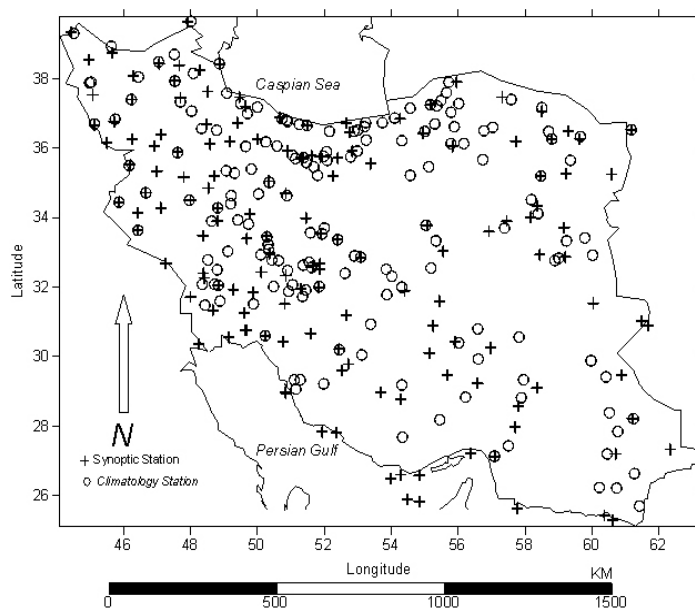 38
36
34
32
30
28
26
Latitude
Caspian Sea
N
+ Synoptic Station
o Climatology Station
Persian Gulf
46 48 50 52 54 56 58 60 62
Longitude
KM
0 500 1000 1500